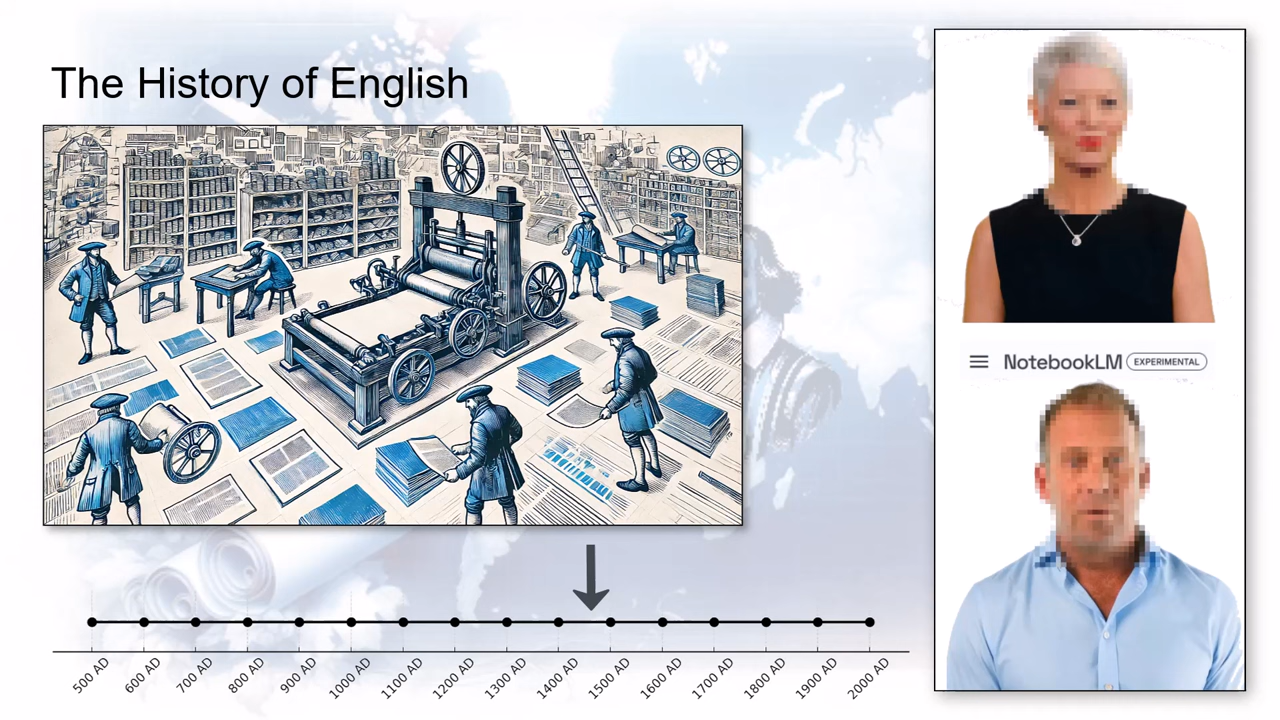 The History of English
NotebookLM EXPERIMENTAL
500 AD
600 AD
700 AD
800 AD
900 AD
1000 AD
1100 AD
1200 AD
1300 AD
1400 AD
1500 AD
1600 AD
1700 AD
1800 AD
1900 AD
2000 AD